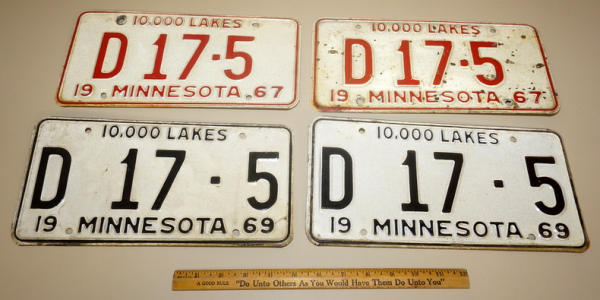 10,000 LAKES
D 17·5
19 MINNESOTA 67
10,000 LAKES
D 17·5
19 MINNESOTA 67
10,000 LAKES
D 17·5
19 MINNESOTA 69
10,000 LAKES
D 17·5
19 MINNESOTA 69
A GOOD RULE "Do Unto Others As You Would Have Them Do Unto You"